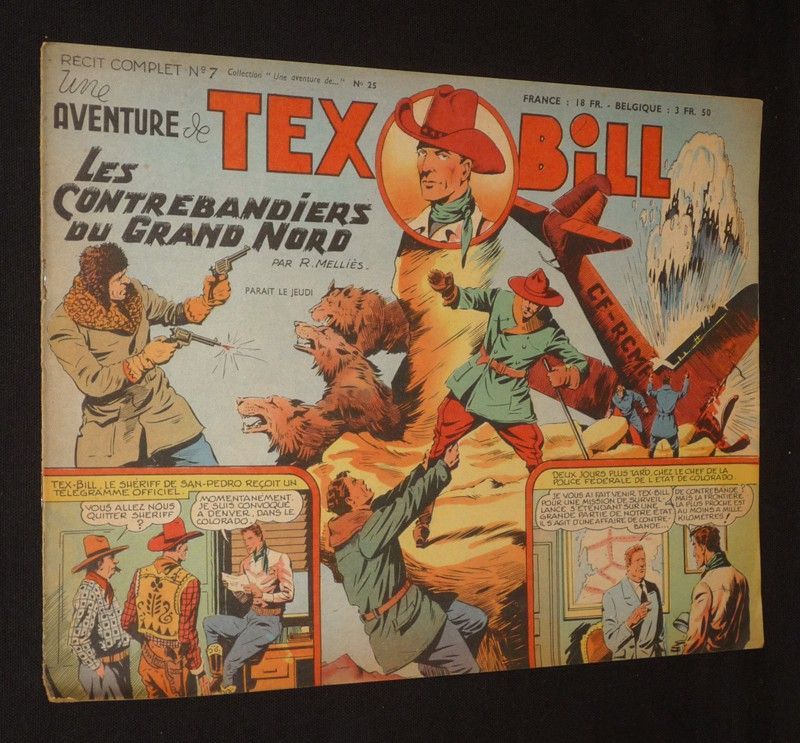 RÉCIT COMPLET Nº 7 Collection "Une aventure de..." Nº 25
FRANCE : 18 FR. - BELGIQUE : 3 FR. 50
Une
AVENTURE de
TEX BiLL
LES
CONTREBANDIERS
DU GRAND NORD
PAR R. MELLIÈS.
PARAIT LE JEUDI
CF-RCM
TEX-BILL, LE SHÉRIF DE SAN-PEDRO REÇOIT UN
TÉLÉGRAMME OFFICIEL.
VOUS ALLEZ NOUS
QUITTER SHERIFF
?
MOMENTANÉMENT.
JE SUIS CONVOQUÉ
A DENVER, DANS LE
COLORADO.
DEUX JOURS PLUS TARD, CHEZ LE CHEF DE LA
POLICE FÉDÉRALE DE L'ÉTAT DE COLORADO.
JE VOUS AI FAIT VENIR, TEX-BILL
POUR UNE MISSION DE SURVEIL-
LANCE, S'ÉTENDANT SUR UNE
GRANDE PARTIE DE NOTRE ÉTAT
IL S'AGIT D'UNE AFFAIRE DE CONTRE-
BANDE...
DE CONTREBANDE ?
MAIS LA FRONTIÈRE
LA PLUS PROCHE EST
AU MOINS A MILLE
KILOMÈTRES !